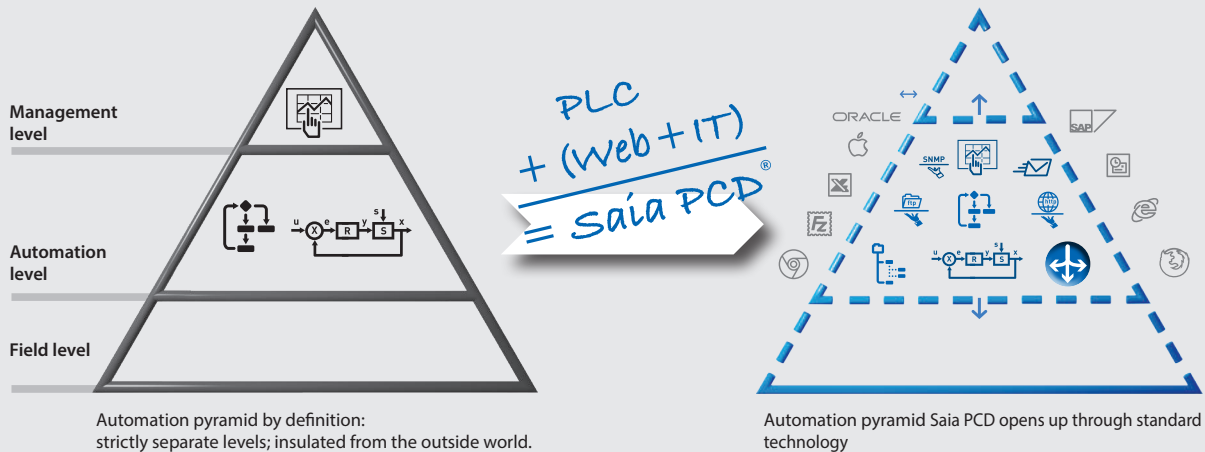 Management
level
Automation
level
Field level
u e y s x
X R S
Automation pyramid by definition:
strictly separate levels; insulated from the outside world.
PLC
+ (Web + IT)
= Saia PCD®
ORACLE
SAP
SNMP
X
ftp
http
FZ
e
u e y s x
X R S
Automation pyramid Saia PCD opens up through standard
technology